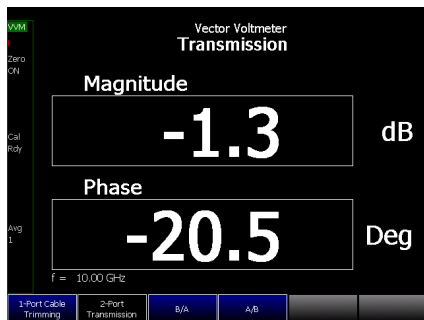 VVM
Vector Voltmeter
Transmission
Zero
ON
Magnitude
-1.3
dB
Cal
Rdy
Phase
-20.5
Deg
Avg
1
f = 10.00 GHz
1-Port Cable
Trimming
2-Port
Transmission
B/A
A/B